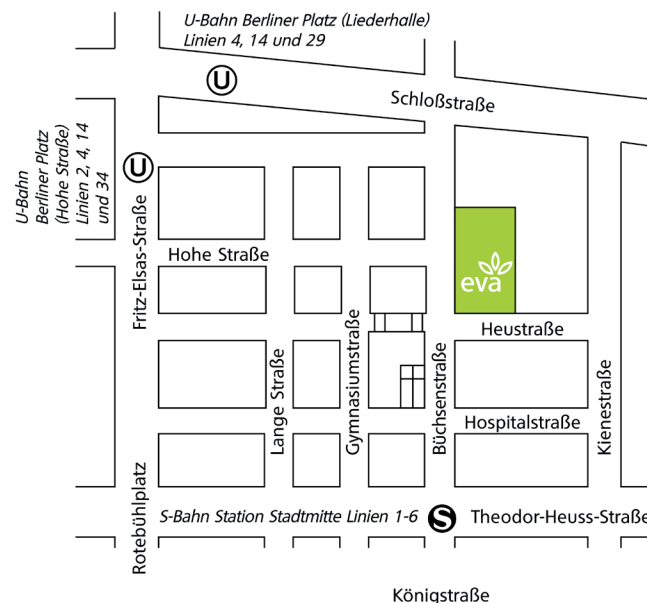 U-Bahn Berliner Platz (Liederhalle)
Linien 4, 14 und 29
U
Schloßstraße
U-Bahn
Berliner Platz
(Hohe Straße)
Linien 2, 4, 14
und 34
U
Fritz-Elsas-Straße
Hohe Straße
eva
Heustraße
Lange Straße
Gymnasiumstraße
Büchsenstraße
Hospitalstraße
Kienestraße
Rotebühlplatz
S-Bahn Station Stadtmitte Linien 1-6
S
Theodor-Heuss-Straße
Königstraße